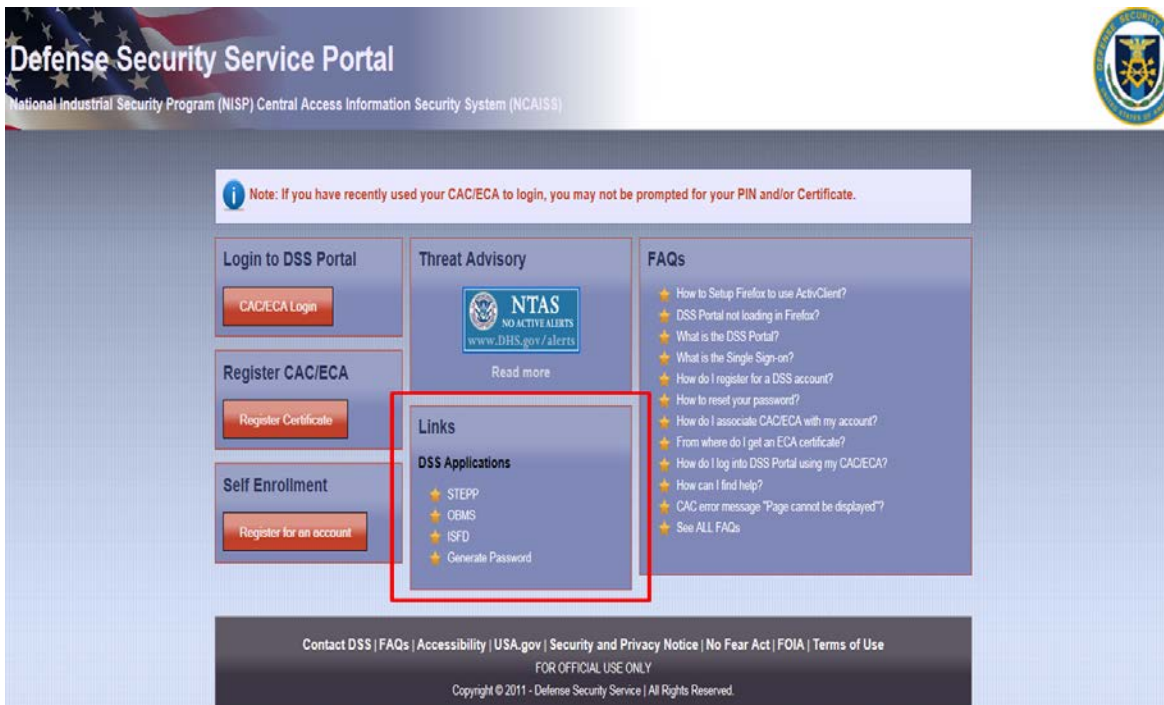 Defense Security Service Portal
National Industrial Security Program (NISP) Central Access Information Security System (NCAISS)
Note: If you have recently used your CAC/ECA to login, you may not be prompted for your PIN and/or Certificate.
Login to DSS Portal
CAC/ECA Login
Register CAC/ECA
Register Certificate
Self Enrollment
Register for an account
Threat Advisory
NTAS
NO ACTIVE ALERTS
www.DHS.gov/alerts
Read more
Links
DSS Applications
STEPP
OBMS
ISFD
Generate Password
FAQs
How to Setup Firefox to use ActivClient?
DSS Portal not loading in Firefox?
What is the DSS Portal?
What is the Single Sign-on?
How do I register for a DSS account?
How to reset your password?
How do I associate CAC/ECA with my account?
From where do I get an ECA certificate?
How do I log into DSS Portal using my CAC/ECA?
How can I find help?
CAC error message "Page cannot be displayed"?
See ALL FAQs
Contact DSS | FAQs | Accessibility | USA.gov | Security and Privacy Notice | No Fear Act | FOIA | Terms of Use
FOR OFFICIAL USE ONLY
Copyright © 2011 - Defense Security Service | All Rights Reserved.
DEFENSE SECURITY
UNITED STATES OF